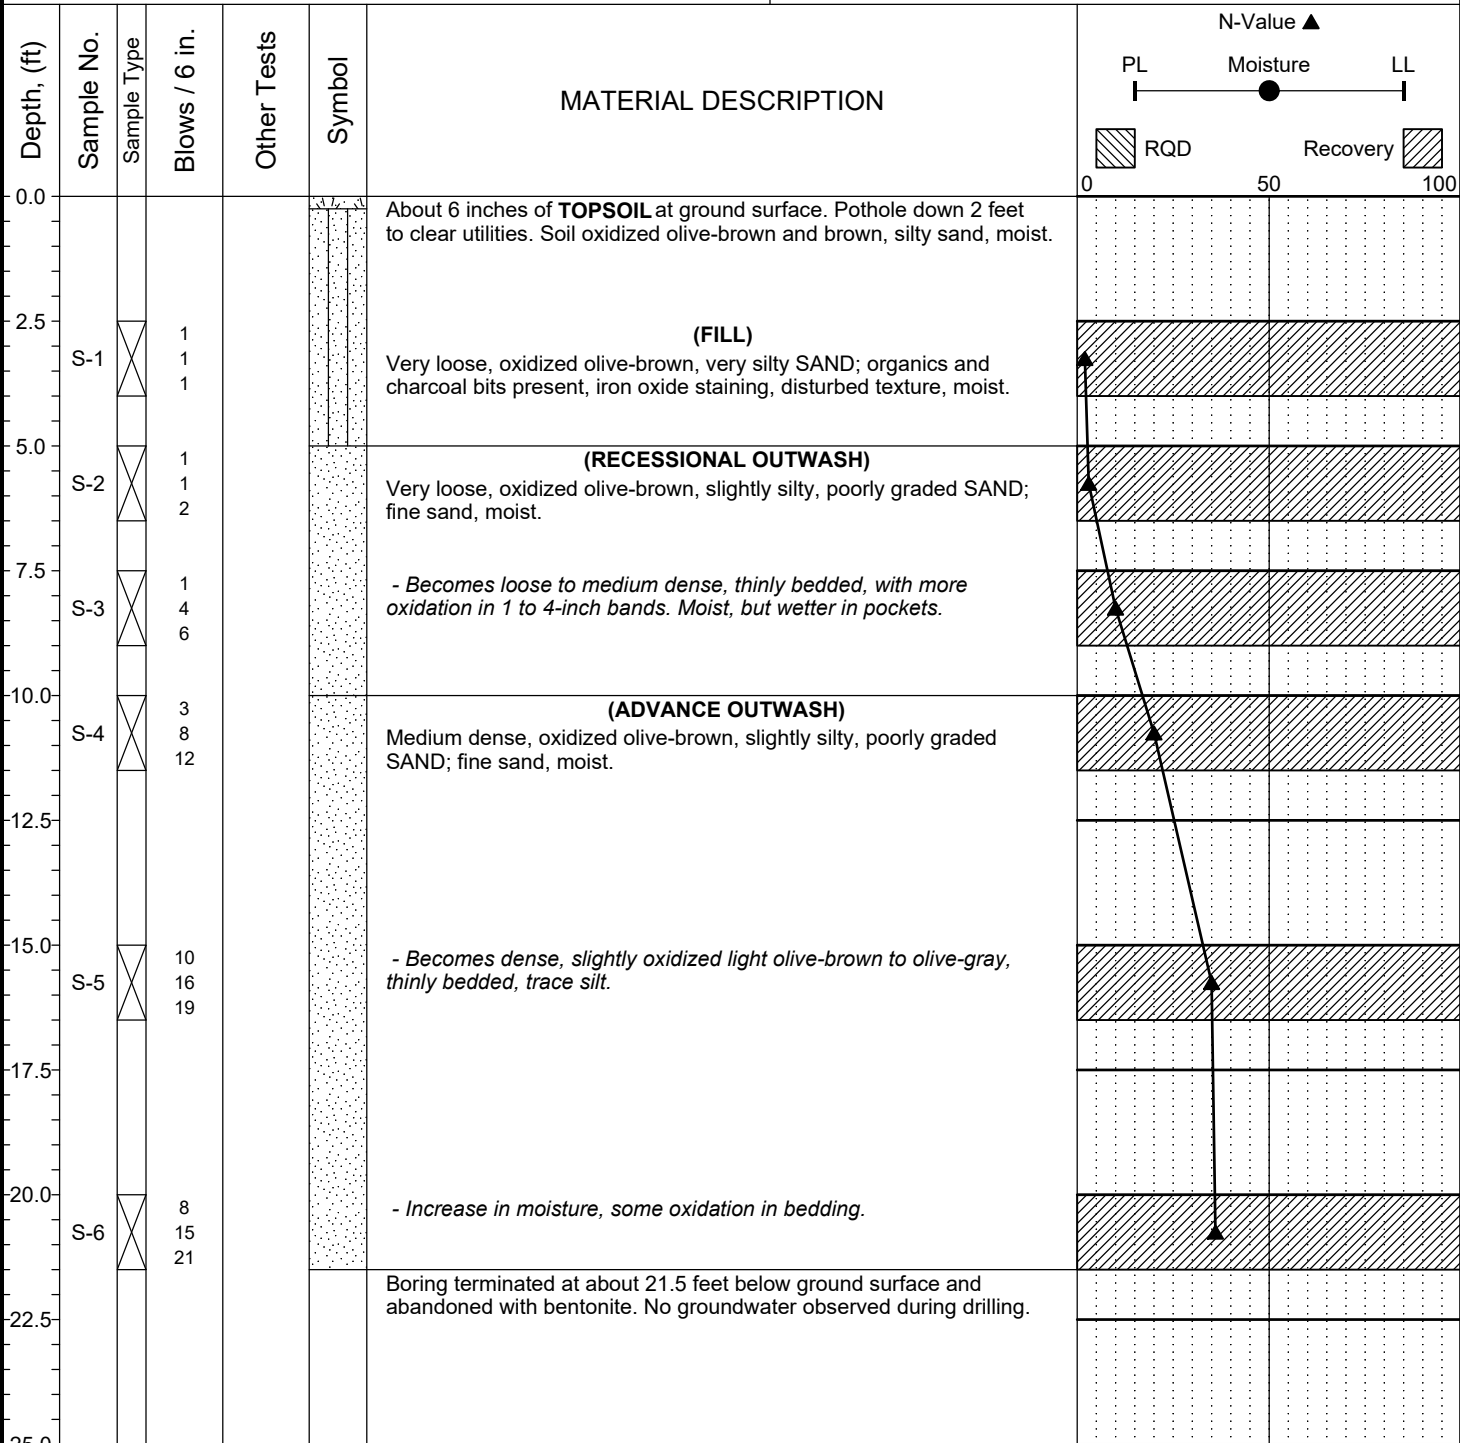 Depth, (ft)
Sample No.
Sample Type
Blows / 6 in.
Other Tests
Symbol
MATERIAL DESCRIPTION
N-Value
PL Moisture LL
RQD Recovery
0 50 100
0.0
About 6 inches of TOPSOIL at ground surface. Pothole down 2 feet
to clear utilities. Soil oxidized olive-brown and brown, silty sand, moist.
2.5
S-1
1
1
1
(FILL)
Very loose, oxidized olive-brown, very silty SAND; organics and
charcoal bits present, iron oxide staining, disturbed texture, moist.
5.0
S-2
1
1
2
(RECESSIONAL OUTWASH)
Very loose, oxidized olive-brown, slightly silty, poorly graded SAND;
fine sand, moist.
7.5
S-3
1
4
6
- Becomes loose to medium dense, thinly bedded, with more
oxidation in 1 to 4-inch bands. Moist, but wetter in pockets.
10.0
S-4
3
8
12
(ADVANCE OUTWASH)
Medium dense, oxidized olive-brown, slightly silty, poorly graded
SAND; fine sand, moist.
12.5
15.0
S-5
10
16
19
- Becomes dense, slightly oxidized light olive-brown to olive-gray,
thinly bedded, trace silt.
17.5
20.0
S-6
8
15
21
- Increase in moisture, some oxidation in bedding.
Boring terminated at about 21.5 feet below ground surface and
abandoned with bentonite. No groundwater observed during drilling.
22.5
25.0